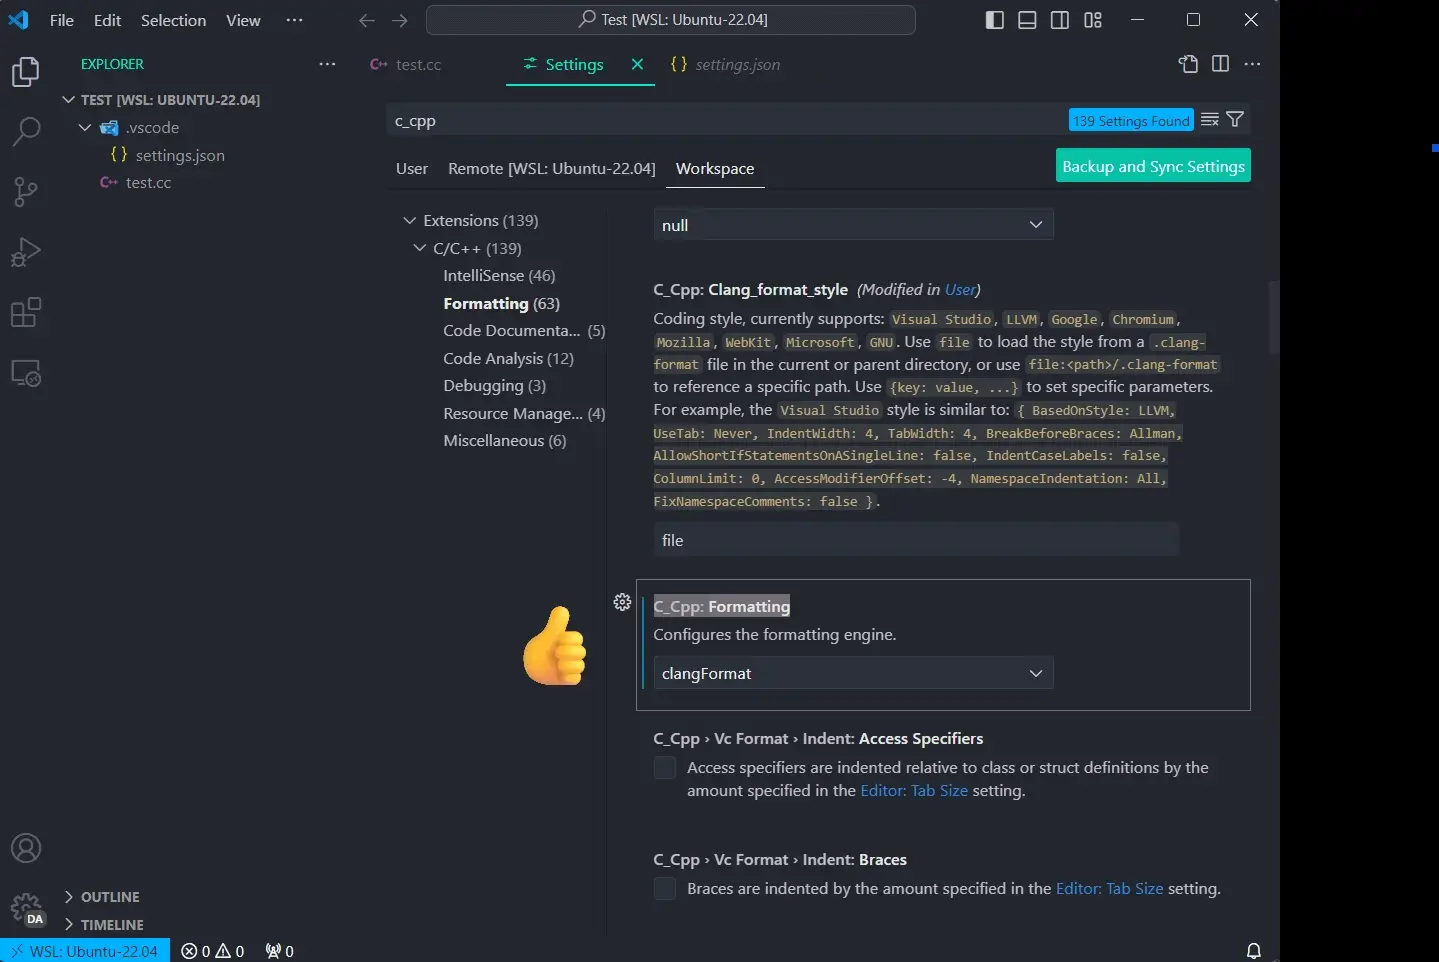 File Edit Selection View ...
Test [WSL: Ubuntu-22.04]
EXPLORER
TEST [WSL: UBUNTU-22.04]
.vscode
{} settings.json
C++ test.cc
OUTLINE
TIMELINE
DA
C++ test.cc
Settings
{} settings.json
c_cpp
139 Settings Found
User Remote [WSL: Ubuntu-22.04] Workspace
Backup and Sync Settings
Extensions (139)
C/C++ (139)
IntelliSense (46)
Formatting (63)
Code Documenta... (5)
Code Analysis (12)
Debugging (3)
Resource Manage... (4)
Miscellaneous (6)
null
C_Cpp: Clang_format_style (Modified in User)
Coding style, currently supports: Visual Studio, LLVM, Google, Chromium,
Mozilla, WebKit, Microsoft, GNU. Use file to load the style from a .clang-
format file in the current or parent directory, or use file:<path>/.clang-format
to reference a specific path. Use {key: value, ...} to set specific parameters.
For example, the Visual Studio style is similar to: { BasedOnStyle: LLVM,
UseTab: Never, IndentWidth: 4, TabWidth: 4, BreakBeforeBraces: Allman,
AllowShortIfStatementsOnASingleLine: false, IndentCaseLabels: false,
ColumnLimit: 0, AccessModifierOffset: -4, NamespaceIndentation: All,
FixNamespaceComments: false }.
file
C_Cpp: Formatting
Configures the formatting engine.
clangFormat
C_Cpp › Vc Format › Indent: Access Specifiers
Access specifiers are indented relative to class or struct definitions by the
amount specified in the Editor: Tab Size setting.
C_Cpp › Vc Format › Indent: Braces
Braces are indented by the amount specified in the Editor: Tab Size setting.
WSL: Ubuntu-22.04 0 0 0